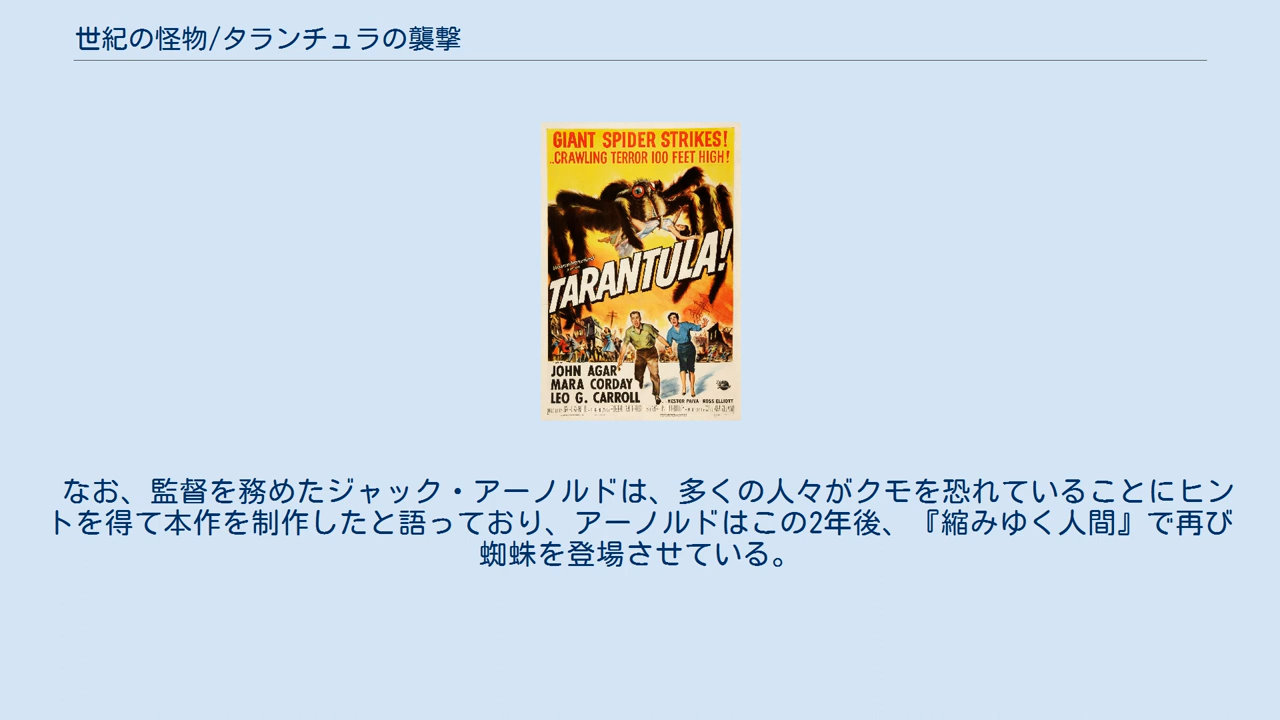 世紀の怪物/タランチュラの襲撃
GIANT SPIDER STRIKES!
..CRAWLING TERROR 100 FEET HIGH!
TARANTULA!
JOHN AGAR
MARA CORDAY
LEO G. CARROLL
NESTOR PAIVA ROSS ELLIOTT
なお、監督を務めたジャック・アーノルドは、多くの人々がクモを恐れていることにヒン
トを得て本作を制作したと語っており、アーノルドはこの2年後、『縮みゆく人間』で再び
蜘蛛を登場させている。